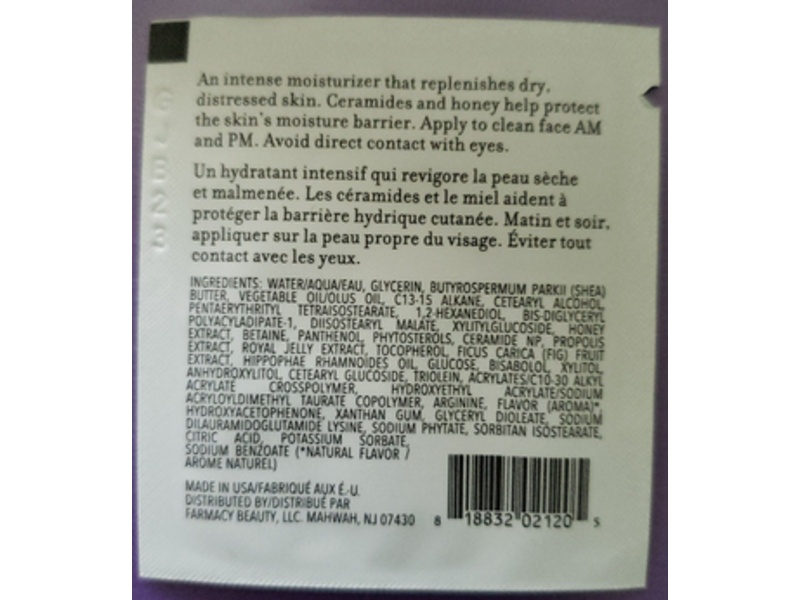 An intense moisturizer that replenishes dry,
distressed skin. Ceramides and honey help protect
the skin's moisture barrier. Apply to clean face AM
and PM. Avoid direct contact with eyes.
Un hydratant intensif qui revigore la peau sèche
et malmenée. Les céramides et le miel aident à
protéger la barrière hydrique cutanée. Matin et soir,
appliquer sur la peau propre du visage. Éviter tout
contact avec les yeux.
INGREDIENTS: WATER/AQUA/EAU, GLYCERIN, BUTYROSPERMUM PARKII (SHEA)
BUTTER, VEGETABLE OIL/OLUS OIL, C13-15 ALKANE, CETEARYL ALCOHOL,
PENTAERYTHRITYL TETRAISOSTEARATE, 1,2-HEXANEDIOL, BIS-DIGLYCERYL
POLYACYLADIPATE-1, DIISOSTEARYL MALATE, XYLITYLGLUCOSIDE, HONEY
EXTRACT, BETAINE, PANTHENOL, PHYTOSTEROLS, CERAMIDE NP, PROPOLIS
EXTRACT, ROYAL JELLY EXTRACT, TOCOPHEROL, FICUS CARICA (FIG) FRUIT
EXTRACT, HIPPOPHAE RHAMNOIDES OIL, GLUCOSE, BISABOLOL, XYLITOL,
ANHYDROXYLITOL, CETEARYL GLUCOSIDE, TRIOLEIN, ACRYLATES/C10-30 ALKYL
ACRYLATE CROSSPOLYMER, HYDROXYETHYL ACRYLATE/SODIUM
ACRYLOYLDIMETHYL TAURATE COPOLYMER, ARGININE, FLAVOR (AROMA)*,
HYDROXYACETOPHENONE, XANTHAN GUM, GLYCERYL DIOLEATE, SODIUM
DILAURAMIDOGLUTAMIDE LYSINE, SODIUM PHYTATE, SORBITAN ISOSTEARATE,
CITRIC ACID, POTASSIUM SORBATE,
SODIUM BENZOATE (*NATURAL FLAVOR /
ARÔME NATUREL)
MADE IN USA/FABRIQUÉ AUX É.-U.
DISTRIBUTED BY/DISTRIBUÉ PAR
FARMACY BEAUTY, LLC. MAHWAH, NJ 07430
8 18832 02120 5